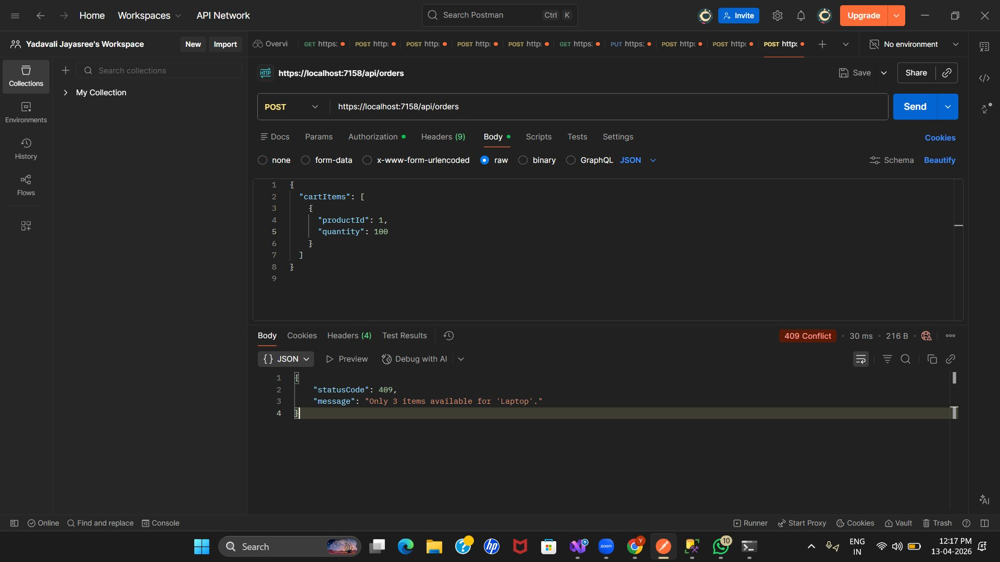 Home Workspaces API Network Search Postman Ctrl K Invite Upgrade
Yadavali Jayasree's Workspace New Import Overvi GET https: POST http: POST http: POST http: POST http: GET https: PUT https: POST http: POST http: POST http: No environment
Collections
Environments
History
Flows
Search collections
My Collection
HTTP https://localhost:7158/api/orders Save Share
POST https://localhost:7158/api/orders Send
Docs Params Authorization Headers (9) Body Scripts Tests Settings Cookies
none form-data x-www-form-urlencoded raw binary GraphQL JSON Schema Beautify
1 {
2 "cartItems": [
3 {
4 "productId": 1,
5 "quantity": 100
6 }
7 ]
8 }
9
Body Cookies Headers (4) Test Results 409 Conflict 30 ms 216 B
{} JSON Preview Debug with AI
1 {
2 "statusCode": 409,
3 "message": "Only 3 items available for 'Laptop'."
4 }
AI
Online Find and replace Console Runner Start Proxy Cookies Vault Trash
Search hp zoom Y 10 ENG
IN
12:17 PM
13-04-2026